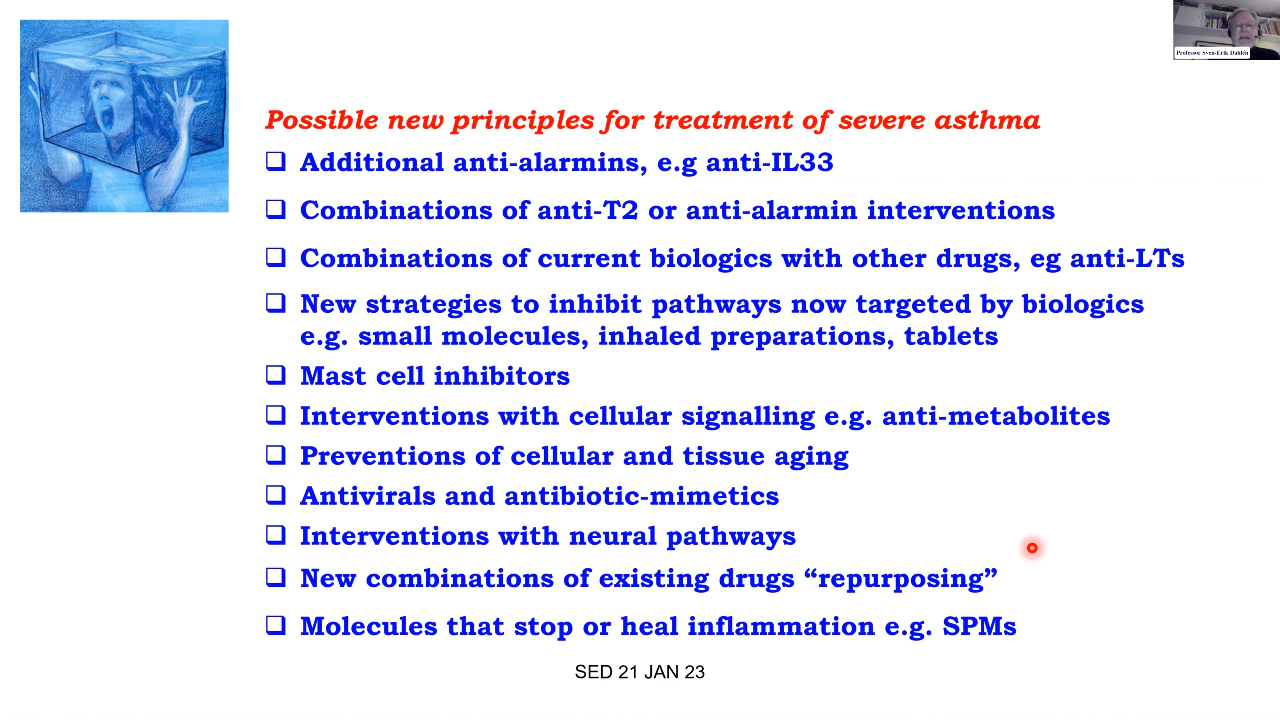 Professor Sven-Erik Dahlén
Possible new principles for treatment of severe asthma
❑ Additional anti-alarmins, e.g anti-IL33
❑ Combinations of anti-T2 or anti-alarmin interventions
❑ Combinations of current biologics with other drugs, eg anti-LTs
❑ New strategies to inhibit pathways now targeted by biologics
e.g. small molecules, inhaled preparations, tablets
❑ Mast cell inhibitors
❑ Interventions with cellular signalling e.g. anti-metabolites
❑ Preventions of cellular and tissue aging
❑ Antivirals and antibiotic-mimetics
❑ Interventions with neural pathways
❑ New combinations of existing drugs “repurposing”
❑ Molecules that stop or heal inflammation e.g. SPMs
SED 21 JAN 23